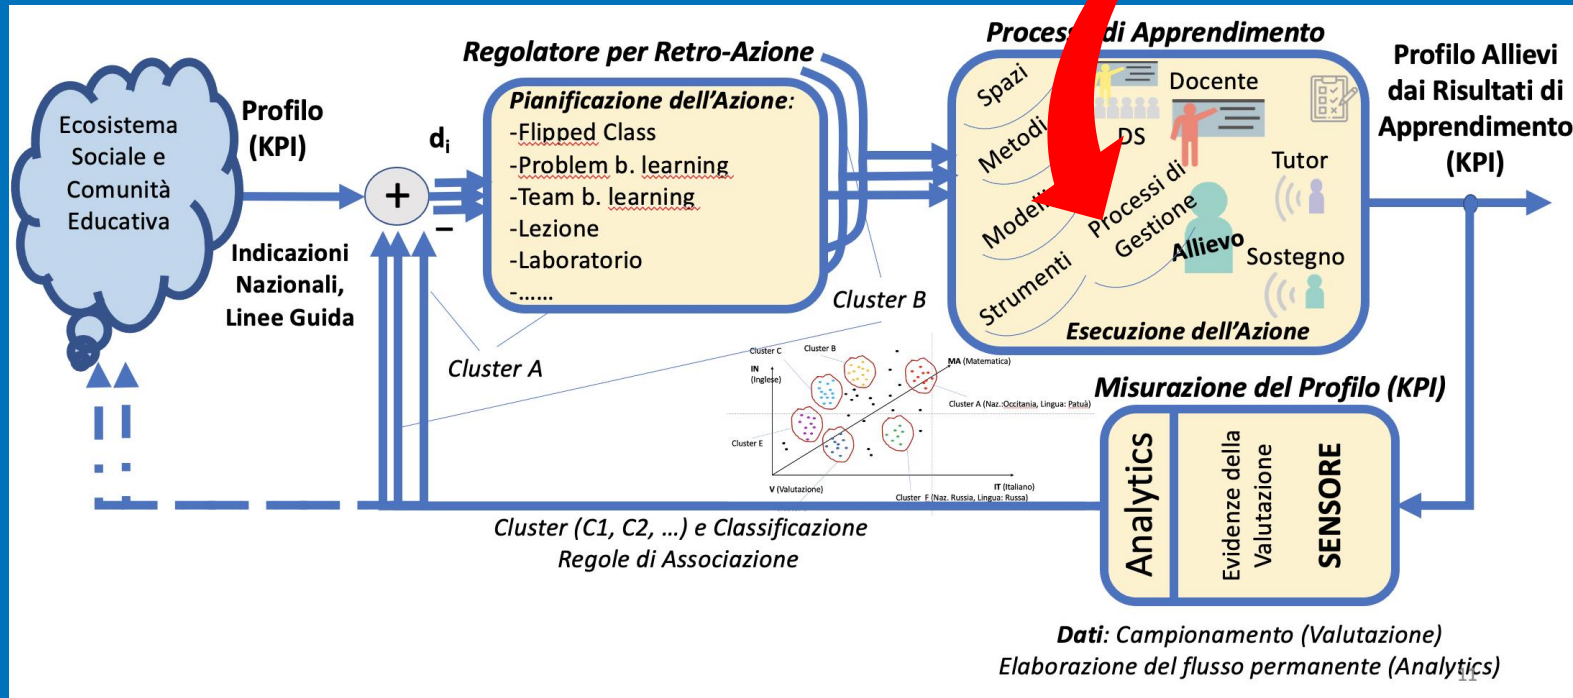 Ecosistema
Sociale e
Comunità
Educativa
Profilo
(KPI)
Indicazioni
Nazionali,
Linee Guida
+
dᵢ
–
Regolatore per Retro-Azione
Pianificazione dell'Azione:
-Flipped Class
-Problem b. learning
-Team b. learning
-Lezione
-Laboratorio
-......
Cluster A
Cluster B
di Apprendimento
Spazi
Metodi
Strumenti
Processi di
Gestione
DS
Docente
Tutor
Allievo
Sostegno
Esecuzione dell'Azione
Profilo Allievi
dai Risultati di
Apprendimento
(KPI)
Cluster C
Cluster B
IN
(Inglese)
MA (Matematica)
Cluster A (Naz.:Occitania, Lingua: Patuà)
Cluster E
V (Valutazione)
IT (Italiano)
Cluster F (Naz. Russia, Lingua: Russa)
Misurazione del Profilo (KPI)
Analytics
Evidenze della
Valutazione
SENSORE
Cluster (C1, C2, ...) e Classificazione
Regole di Associazione
Dati: Campionamento (Valutazione)
Elaborazione del flusso permanente (Analytics)
11